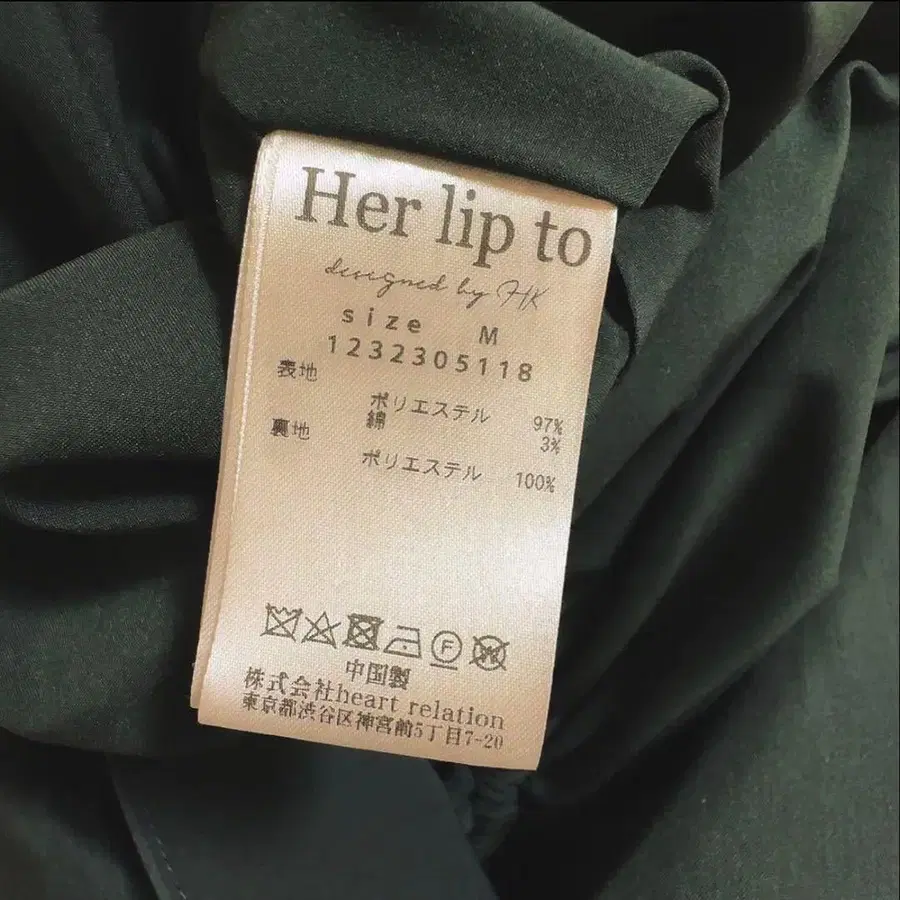 Her lip to
designed by HK
size M
1232305118
表地
ポリエステル 97%
綿 3%
裏地
ポリエステル 100%
F
W
中国製
株式会社heart relation
東京都渋谷区神宮前5丁目7-20